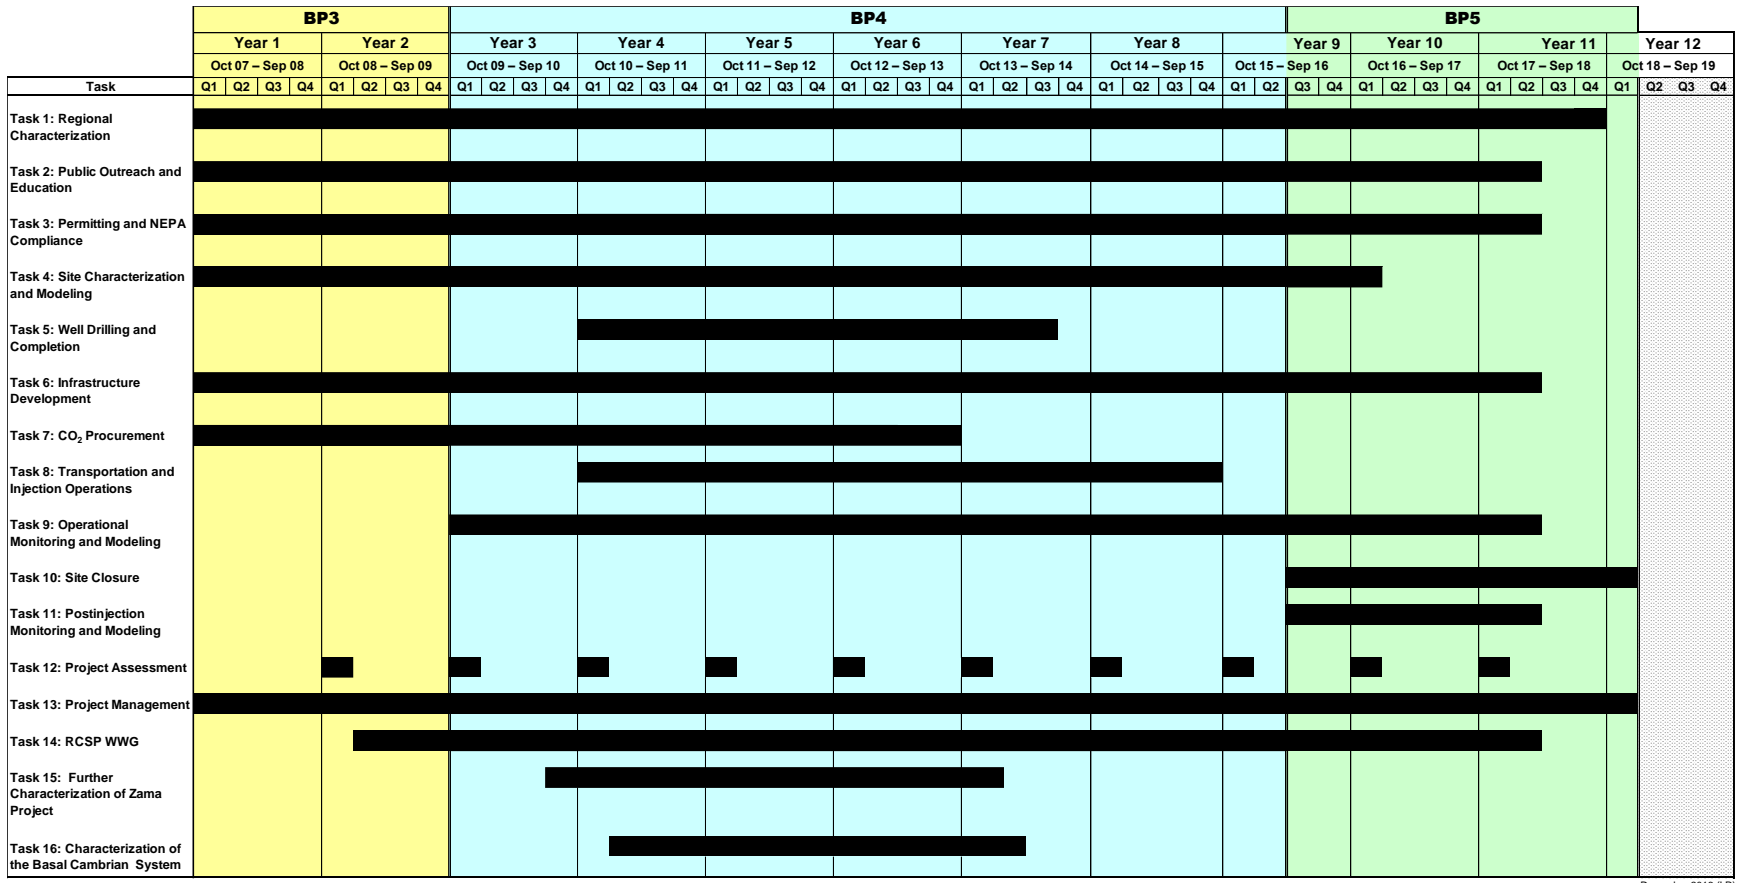 BP3 BP4 BP5
Year 1 Year 2 Year 3 Year 4 Year 5 Year 6 Year 7 Year 8 Year 9 Year 10 Year 11 Year 12
Oct 07 – Sep 08 Oct 08 – Sep 09 Oct 09 – Sep 10 Oct 10 – Sep 11 Oct 11 – Sep 12 Oct 12 – Sep 13 Oct 13 – Sep 14 Oct 14 – Sep 15 Oct 15 – Sep 16 Oct 16 – Sep 17 Oct 17 – Sep 18 Oct 18 – Sep 19
Task Q1 Q2 Q3 Q4 Q1 Q2 Q3 Q4 Q1 Q2 Q3 Q4 Q1 Q2 Q3 Q4 Q1 Q2 Q3 Q4 Q1 Q2 Q3 Q4 Q1 Q2 Q3 Q4 Q1 Q2 Q3 Q4 Q1 Q2 Q3 Q4 Q1 Q2 Q3 Q4 Q1 Q2 Q3 Q4 Q1 Q2 Q3 Q4
Task 1: Regional
Characterization
Task 2: Public Outreach and
Education
Task 3: Permitting and NEPA
Compliance
Task 4: Site Characterization
and Modeling
Task 5: Well Drilling and
Completion
Task 6: Infrastructure
Development
Task 7: CO₂ Procurement
Task 8: Transportation and
Injection Operations
Task 9: Operational
Monitoring and Modeling
Task 10: Site Closure
Task 11: Postinjection
Monitoring and Modeling
Task 12: Project Assessment
Task 13: Project Management
Task 14: RCSP WWG
Task 15: Further
Characterization of Zama
Project
Task 16: Characterization of
the Basal Cambrian System